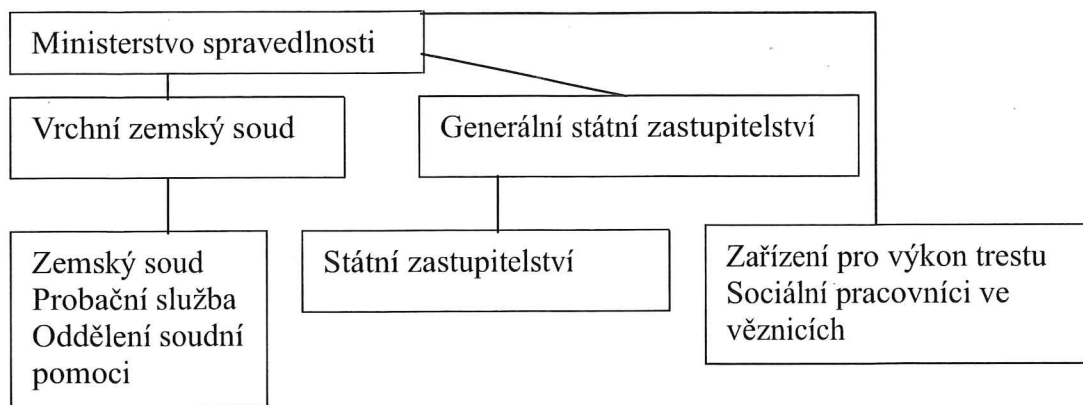 Ministerstvo spravedlnosti
Vrchní zemský soud
Generální státní zastupitelství
Zemský soud
Probační služba
Oddělení soudní
pomoci
Státní zastupitelství
Zařízení pro výkon trestu
Sociální pracovníci ve
věznicích